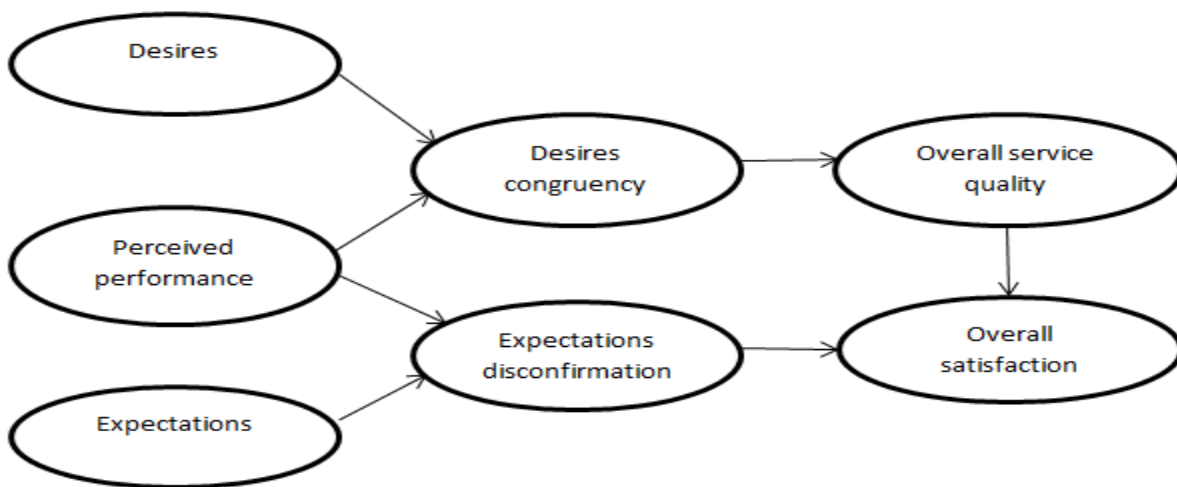 Desires
Desires
congruency
Overall service
quality
Perceived
performance
Expectations
disconfirmation
Overall
satisfaction
Expectations